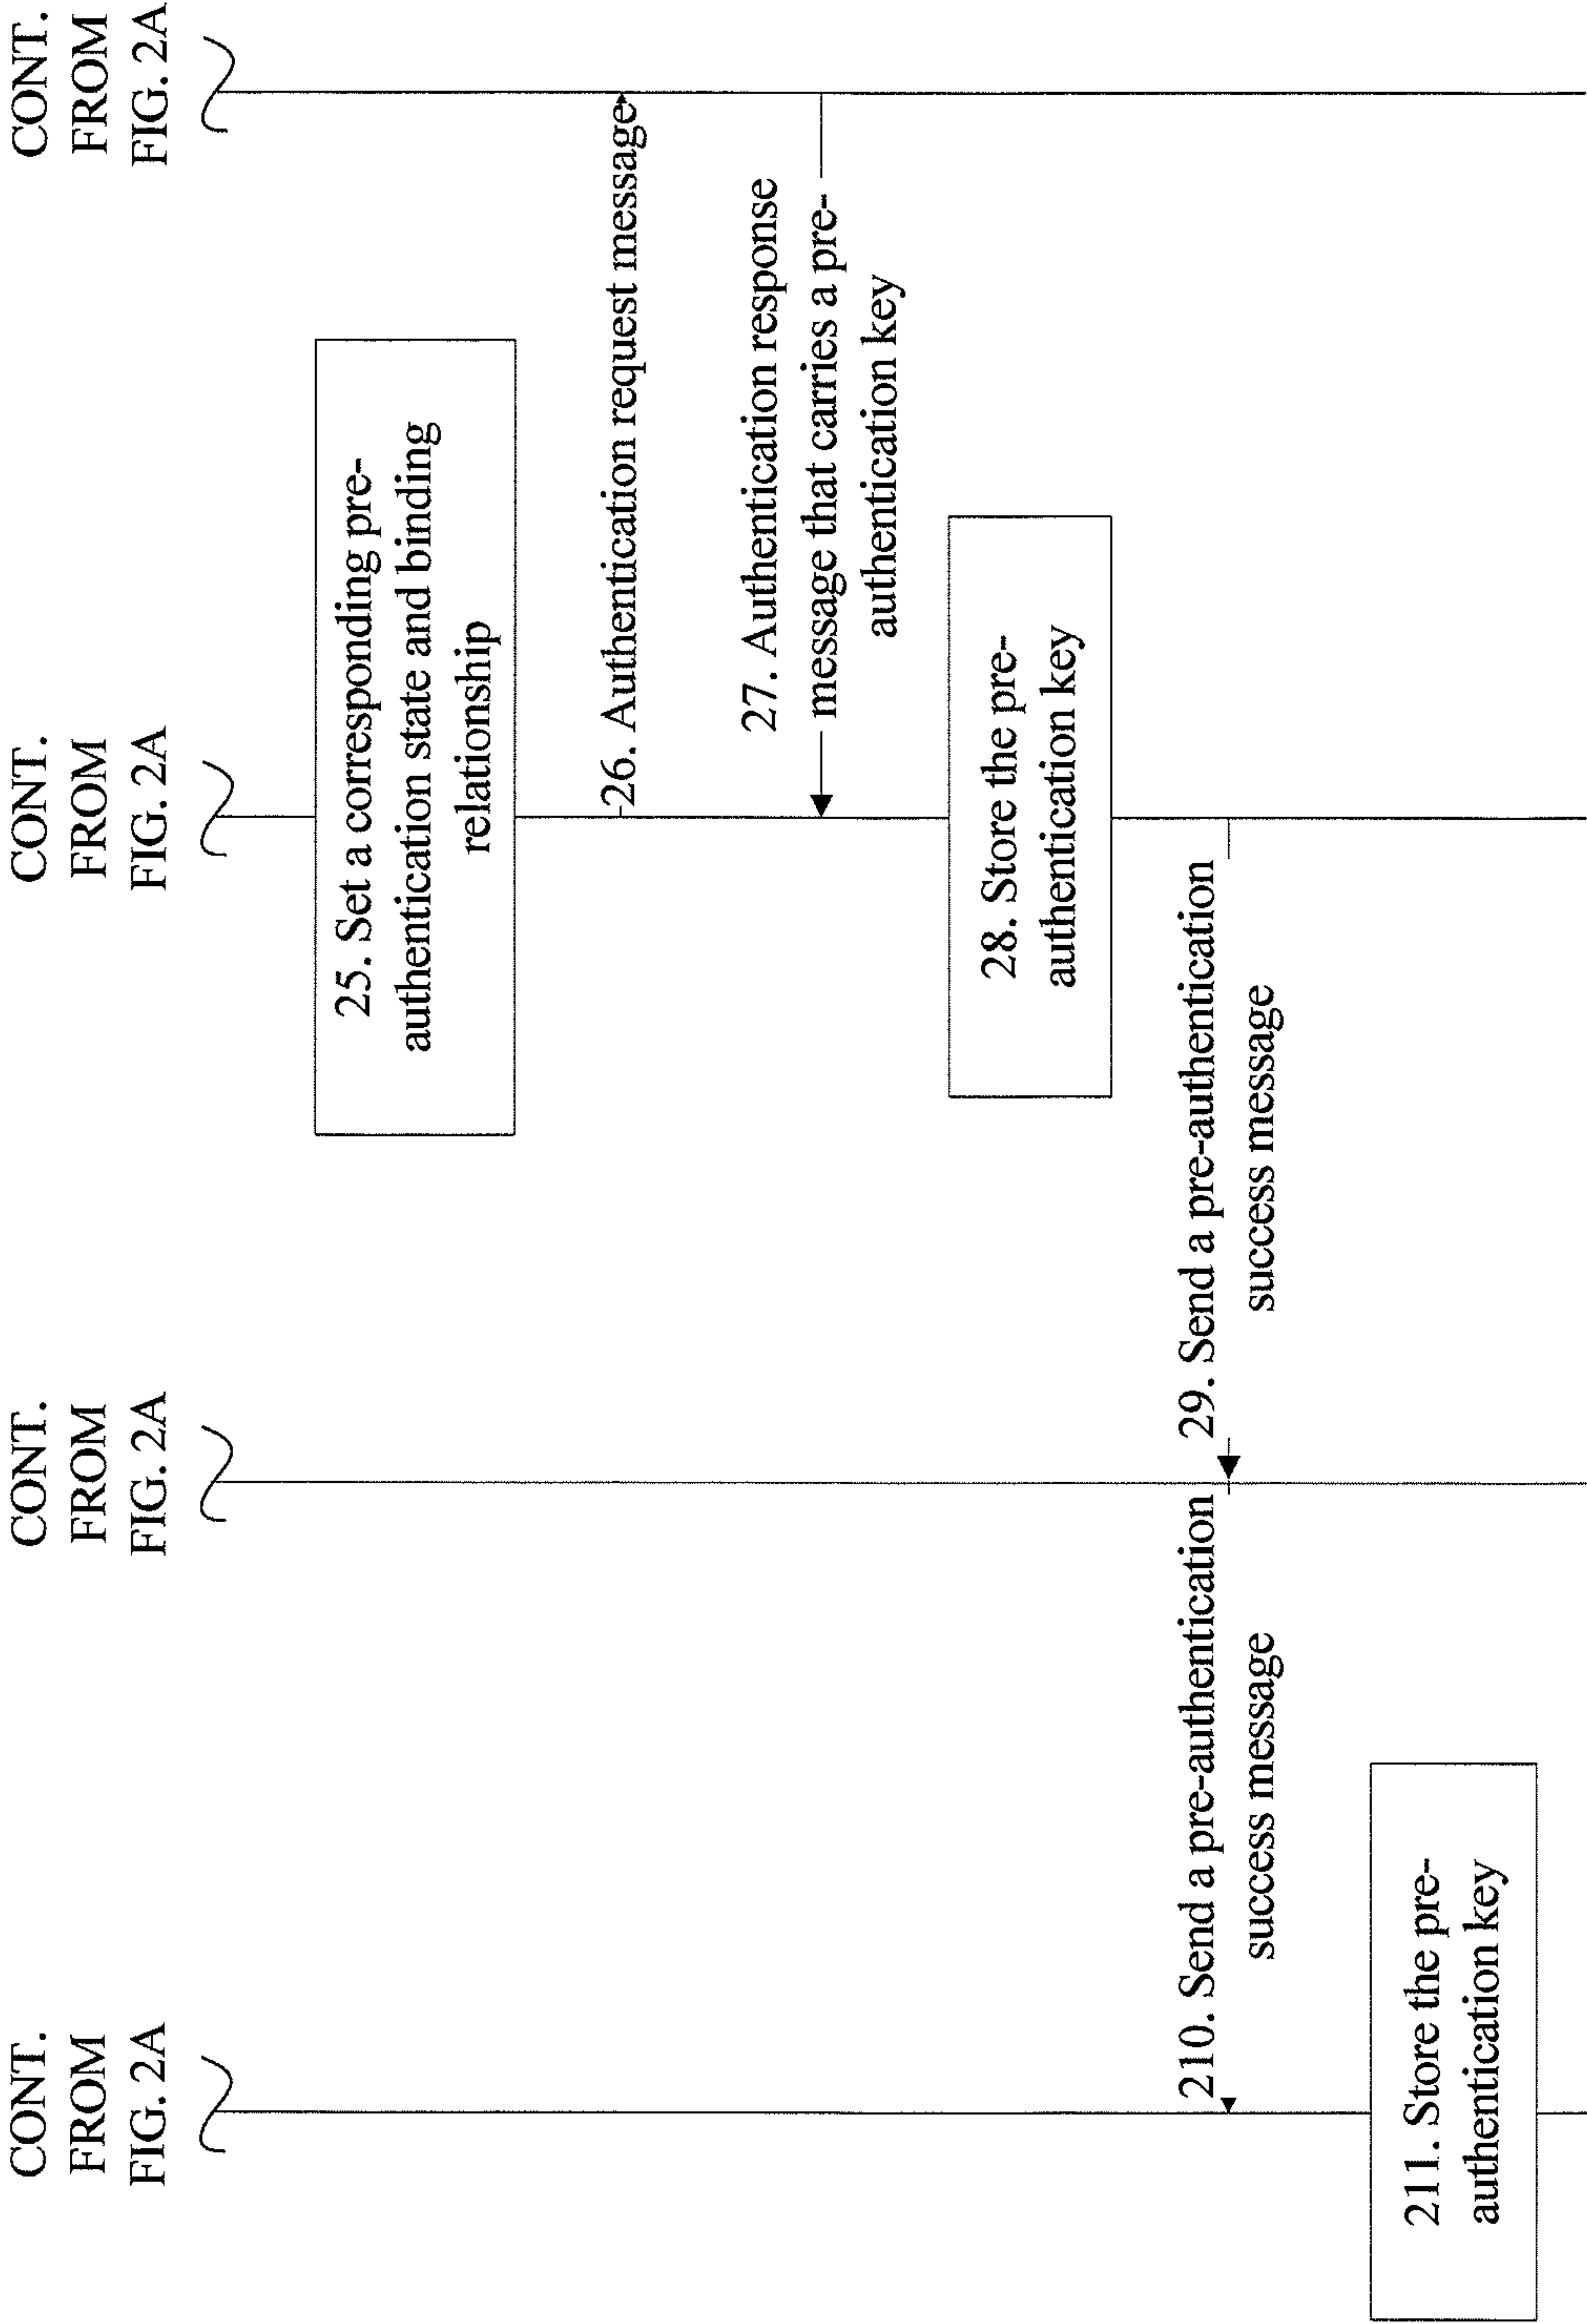 CONT.
FROM
FIG. 2A
CONT.
FROM
FIG. 2A
CONT.
FROM
FIG. 2A
CONT.
FROM
FIG. 2A
25. Set a corresponding pre-
authentication state and binding
relationship
26. Authentication request message
27. Authentication response
message that carries a pre-
authentication key
28. Store the pre-
authentication key
29. Send a pre-authentication
success message
210. Send a pre-authentication
success message
211. Store the pre-
authentication key